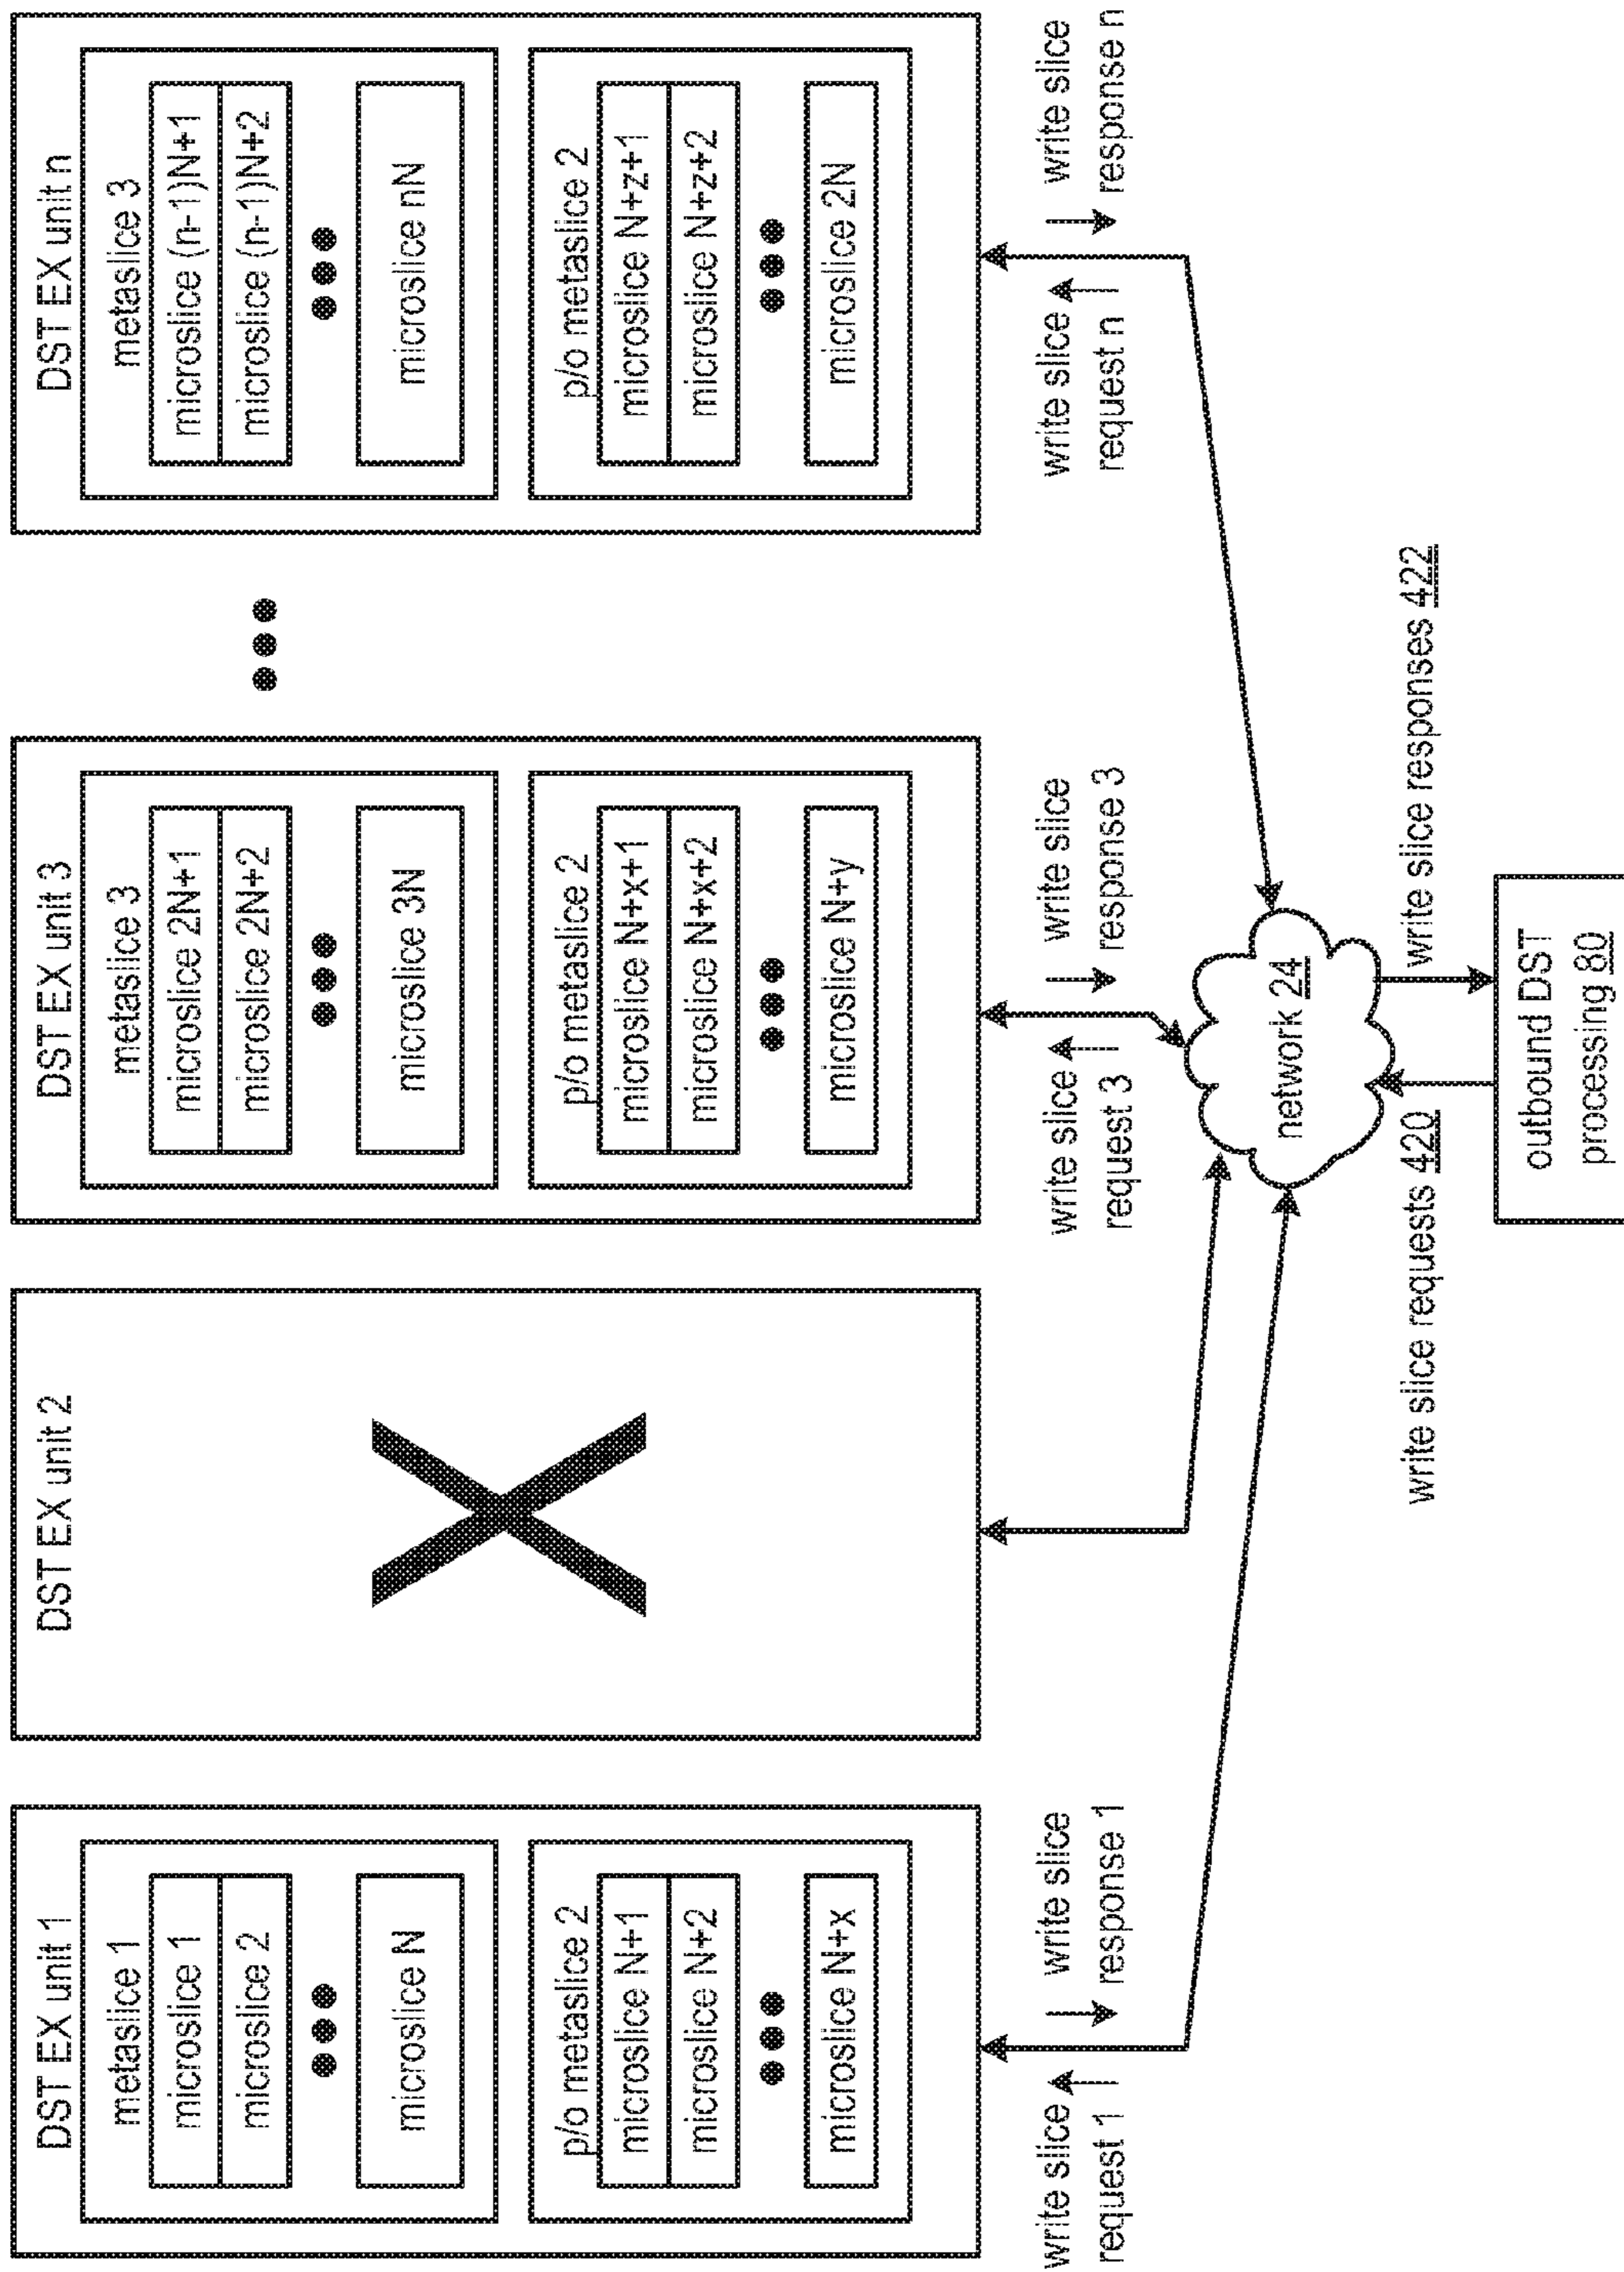 DST EX unit 1
metaslice 1
microslice 1
microslice 2
microslice N
p/o metaslice 2
microslice N+1
microslice N+2
microslice N+x
write slice
request 1
write slice
response 1
DST EX unit 2
X
DST EX unit 3
metaslice 3
microslice 2N+1
microslice 2N+2
microslice 3N
p/o metaslice 2
microslice N+x+1
microslice N+x+2
microslice N+y
write slice
request 3
write slice
response 3
DST EX unit n
metaslice 3
microslice (n-1)N+1
microslice (n-1)N+2
microslice nN
p/o metaslice 2
microslice N+z+1
microslice N+z+2
microslice 2N
write slice
request n
write slice
response n
network 24
write slice requests 420
write slice responses 422
outbound DST
processing 80